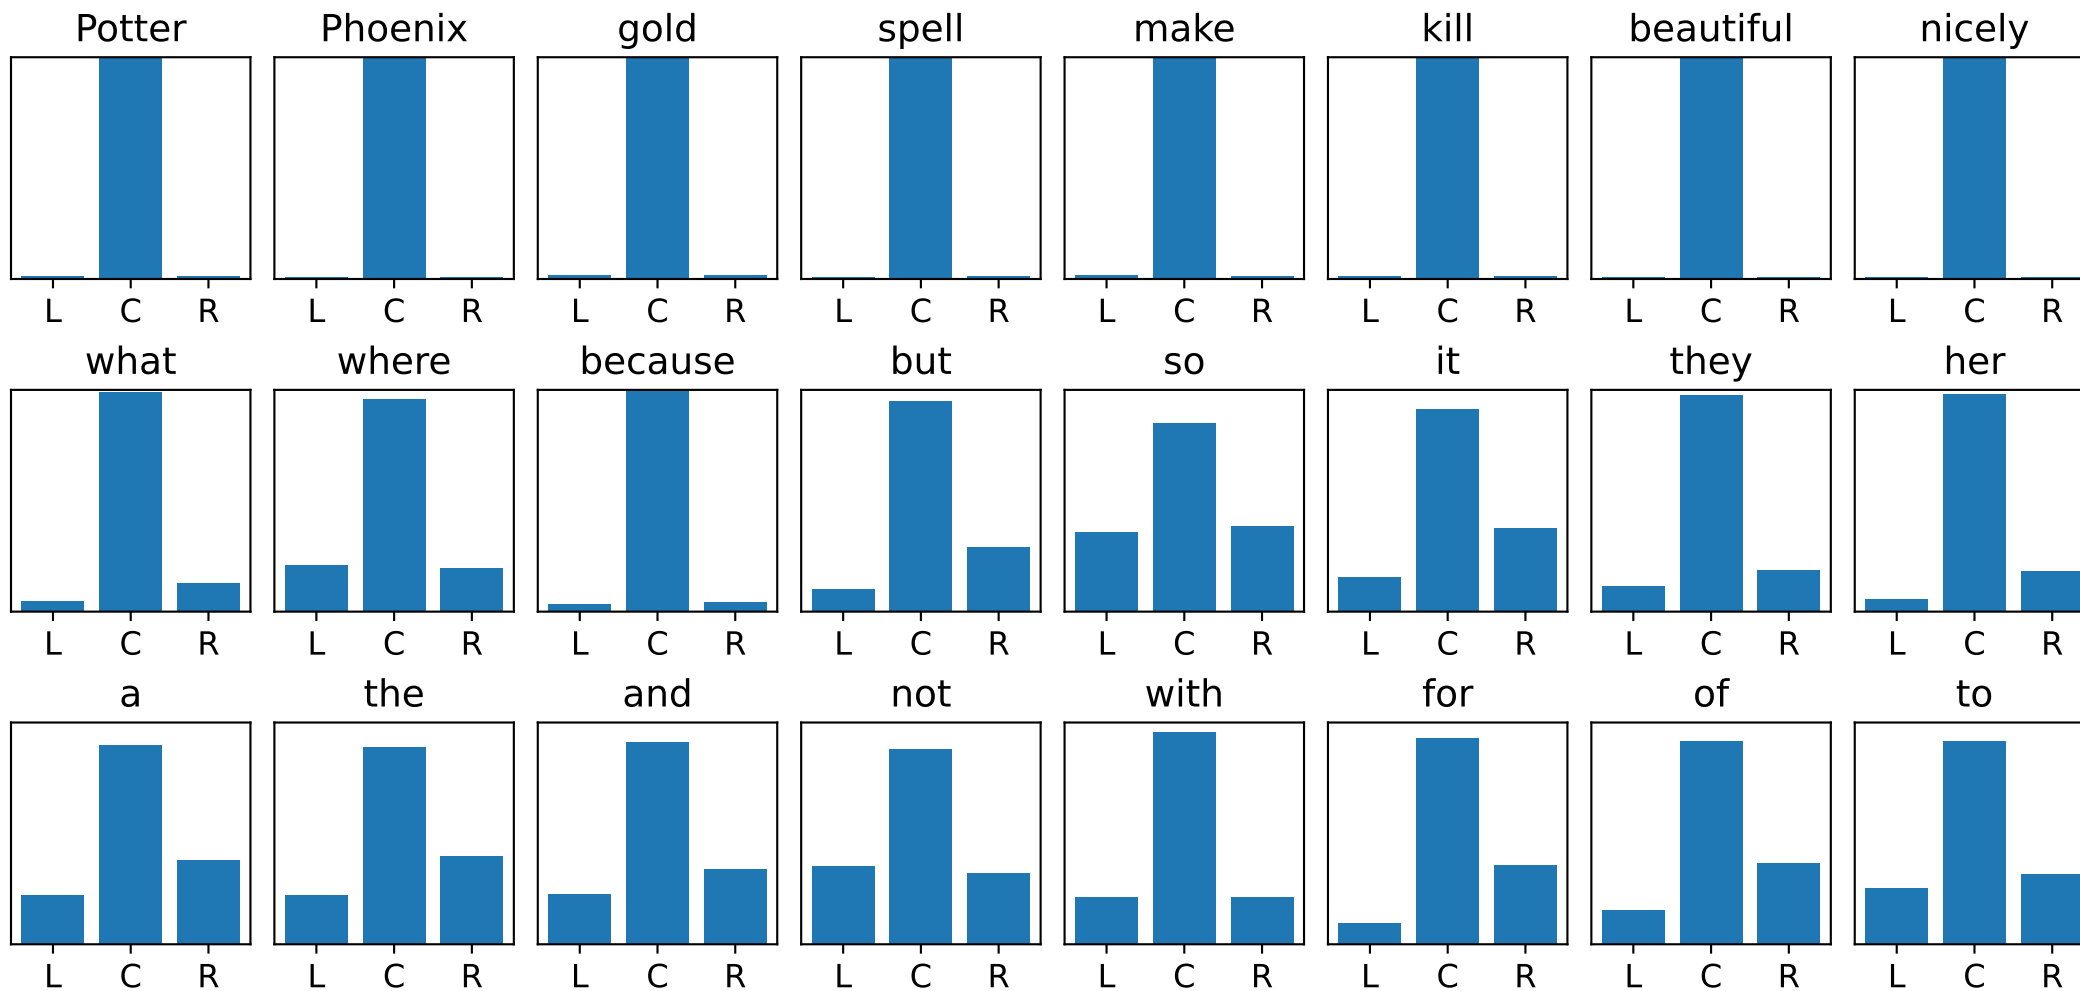 Potter Phoenix gold spell make kill beautiful nicely
L C R L C R L C R L C R L C R L C R L C R L C R
what where because but so it they her
L C R L C R L C R L C R L C R L C R L C R L C R
a the and not with for of to
L C R L C R L C R L C R L C R L C R L C R L C R